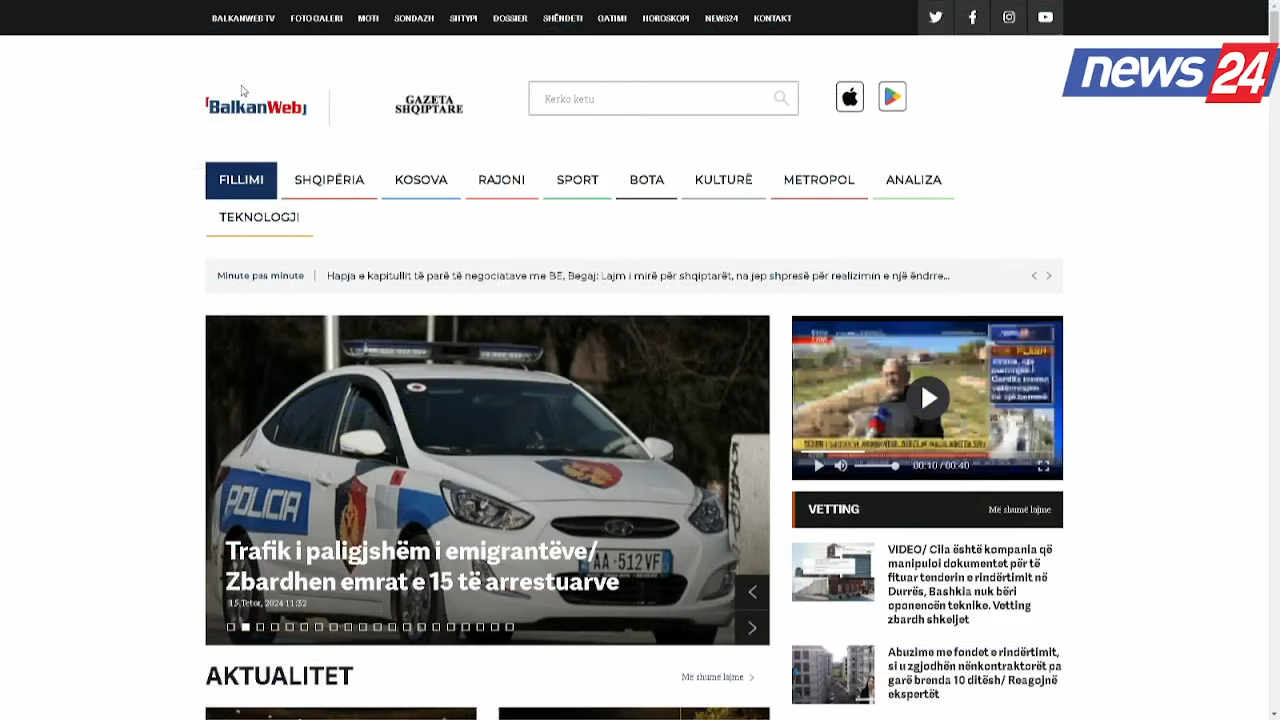 BALKANWEB TV FOTO GALERI MOTI SONDAZH SHTYPI DOSSIER SHËNDETI GATIMI HOROSKOPI NEWS24 KONTAKT
news 24
BalkanWeb
GAZETA
SHQIPTARE
Kerko ketu
FILLIMI SHQIPËRIA KOSOVA RAJONI SPORT BOTA KULTURË METROPOL ANALIZA
TEKNOLOGJI
Minute pas minute
Hapja e kapitullit të parë të negociatave me BE, Begaj: Lajm i mirë për shqiptarët, na jep shpresë për realizimin e një ëndrre...
POLICIA
AA 512VF
Trafik i paligjshëm i emigrantëve/
Zbardhen emrat e 15 të arrestuarve
15 Tetor, 2024 11:32
00:10 / 00:40
VETTING
Më shumë lajme
VIDEO/ Cila është kompania që
manipuloi dokumentet për të
fituar tenderin e rindërtimit në
Durrës, Bashkia nuk bëri
oponencën teknike. Vetting
zbardh shkeljet
Abuzime me fondet e rindërtimit,
si u zgjodhën nënkontraktorët pa
garë brenda 10 ditësh/ Reagojnë
ekspertët
AKTUALITET
Më shumë lajme